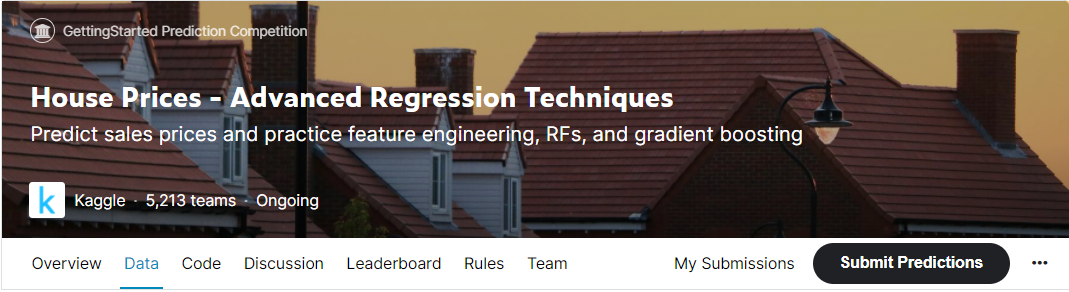 GettingStarted Prediction Competition
House Prices - Advanced Regression Techniques
Predict sales prices and practice feature engineering, RFs, and gradient boosting
k Kaggle · 5,213 teams · Ongoing
Overview Data Code Discussion Leaderboard Rules Team My Submissions Submit Predictions ...